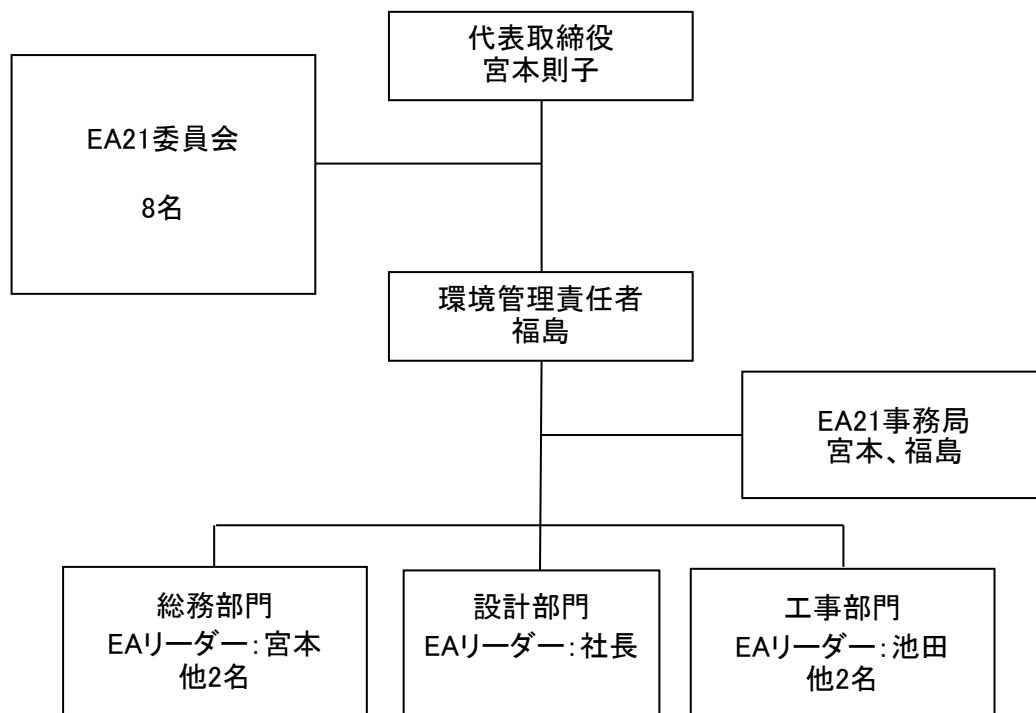 代表取締役
宮本則子
EA21委員会
8名
環境管理責任者
福島
EA21事務局
宮本、福島
総務部門
EAリーダー：宮本
他2名
設計部門
EAリーダー：社長
工事部門
EAリーダー：池田
他2名